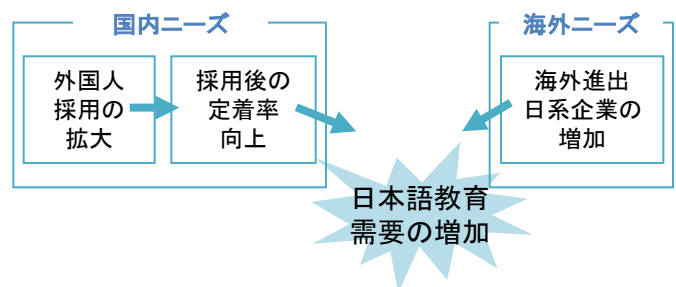 国内ニーズ
外国人
採用の
拡大
採用後の
定着率
向上
海外ニーズ
海外進出
日系企業の
増加
日本語教育
需要の増加